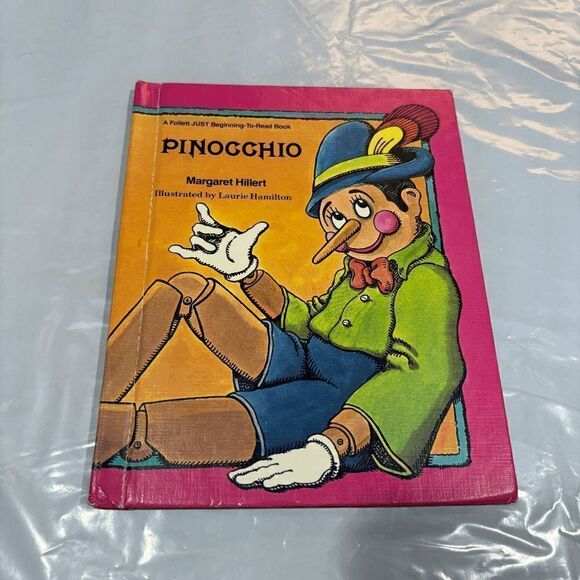 A Follett JUST Beginning-To-Read Book
PINOCCHIO
Margaret Hillert
Illustrated by Laurie Hamilton